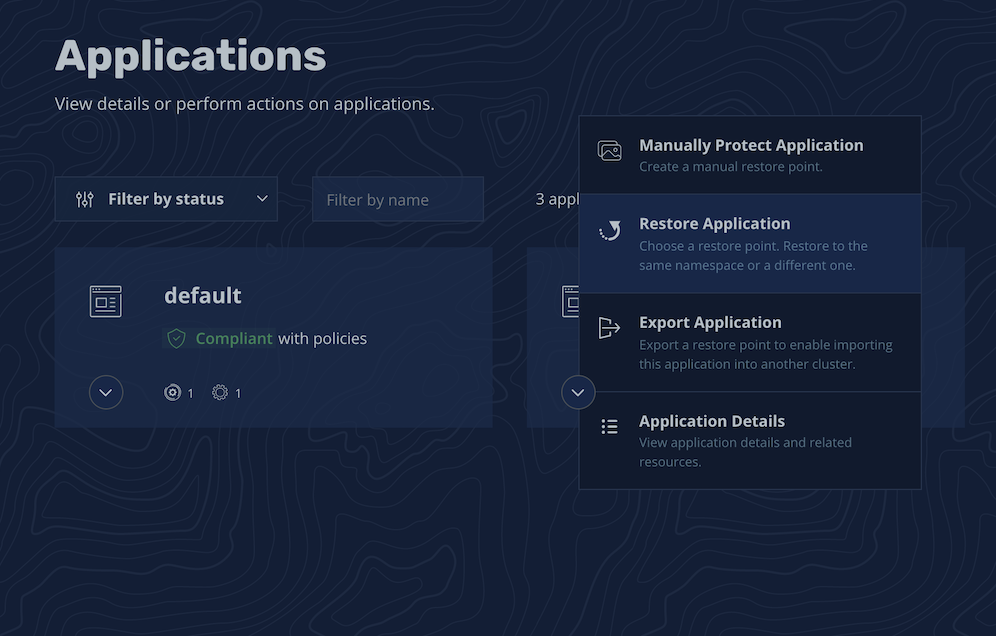 Applications
View details or perform actions on applications.
Filter by status
Filter by name
3 appl
default
Compliant with policies
1 1
Manually Protect Application
Create a manual restore point.
Restore Application
Choose a restore point. Restore to the
same namespace or a different one.
Export Application
Export a restore point to enable importing
this application into another cluster.
Application Details
View application details and related
resources.